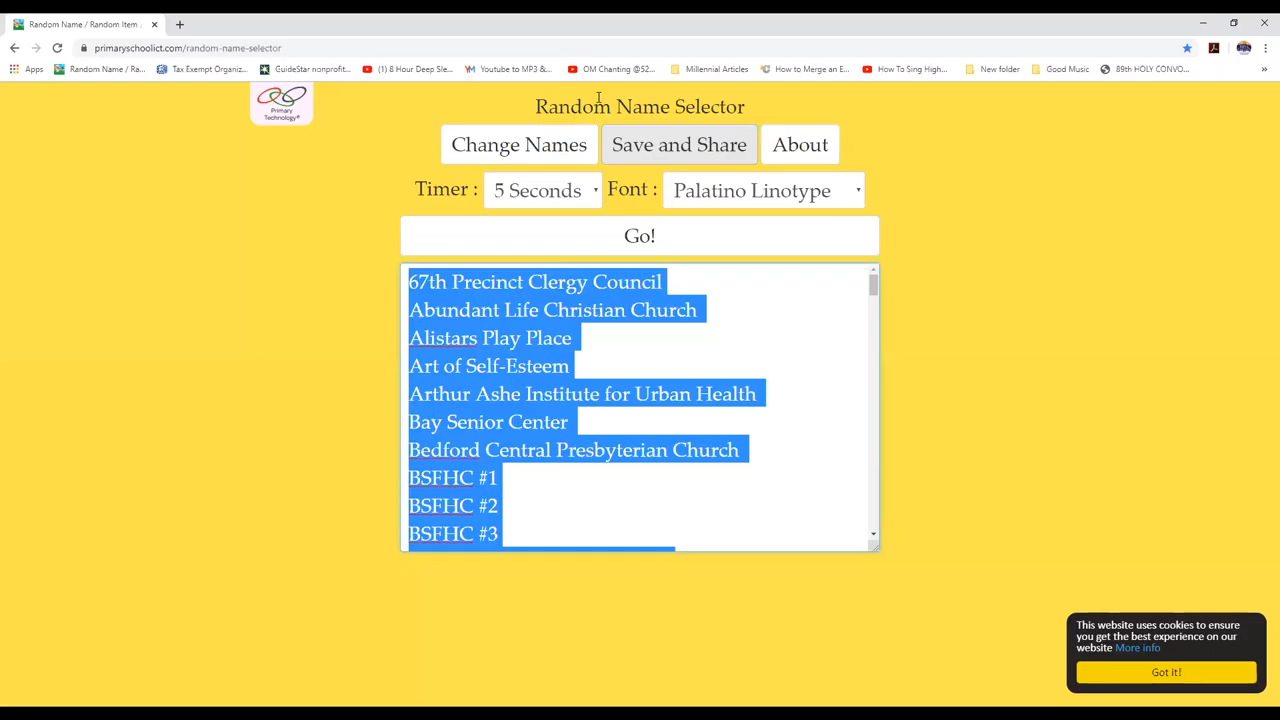 Random Name / Random Item
primaryschoolict.com/random-name-selector
Apps
Random Name / Ra...
Tax Exempt Organiz...
GuideStar nonprofit...
(1) 8 Hour Deep Sle...
Youtube to MP3 &...
OM Chanting @52...
Millennial Articles
How to Merge an E...
How To Sing High...
New folder
Good Music
89th HOLY CONVO...
»
Primary
Technology®
Random Name Selector
Change Names
Save and Share
About
Timer :
5 Seconds
Font :
Palatino Linotype
Go!
67th Precinct Clergy Council
Abundant Life Christian Church
Alistars Play Place
Art of Self-Esteem
Arthur Ashe Institute for Urban Health
Bay Senior Center
Bedford Central Presbyterian Church
BSFHC #1
BSFHC #2
BSFHC #3
This website uses cookies to ensure
you get the best experience on our
website More info
Got it!